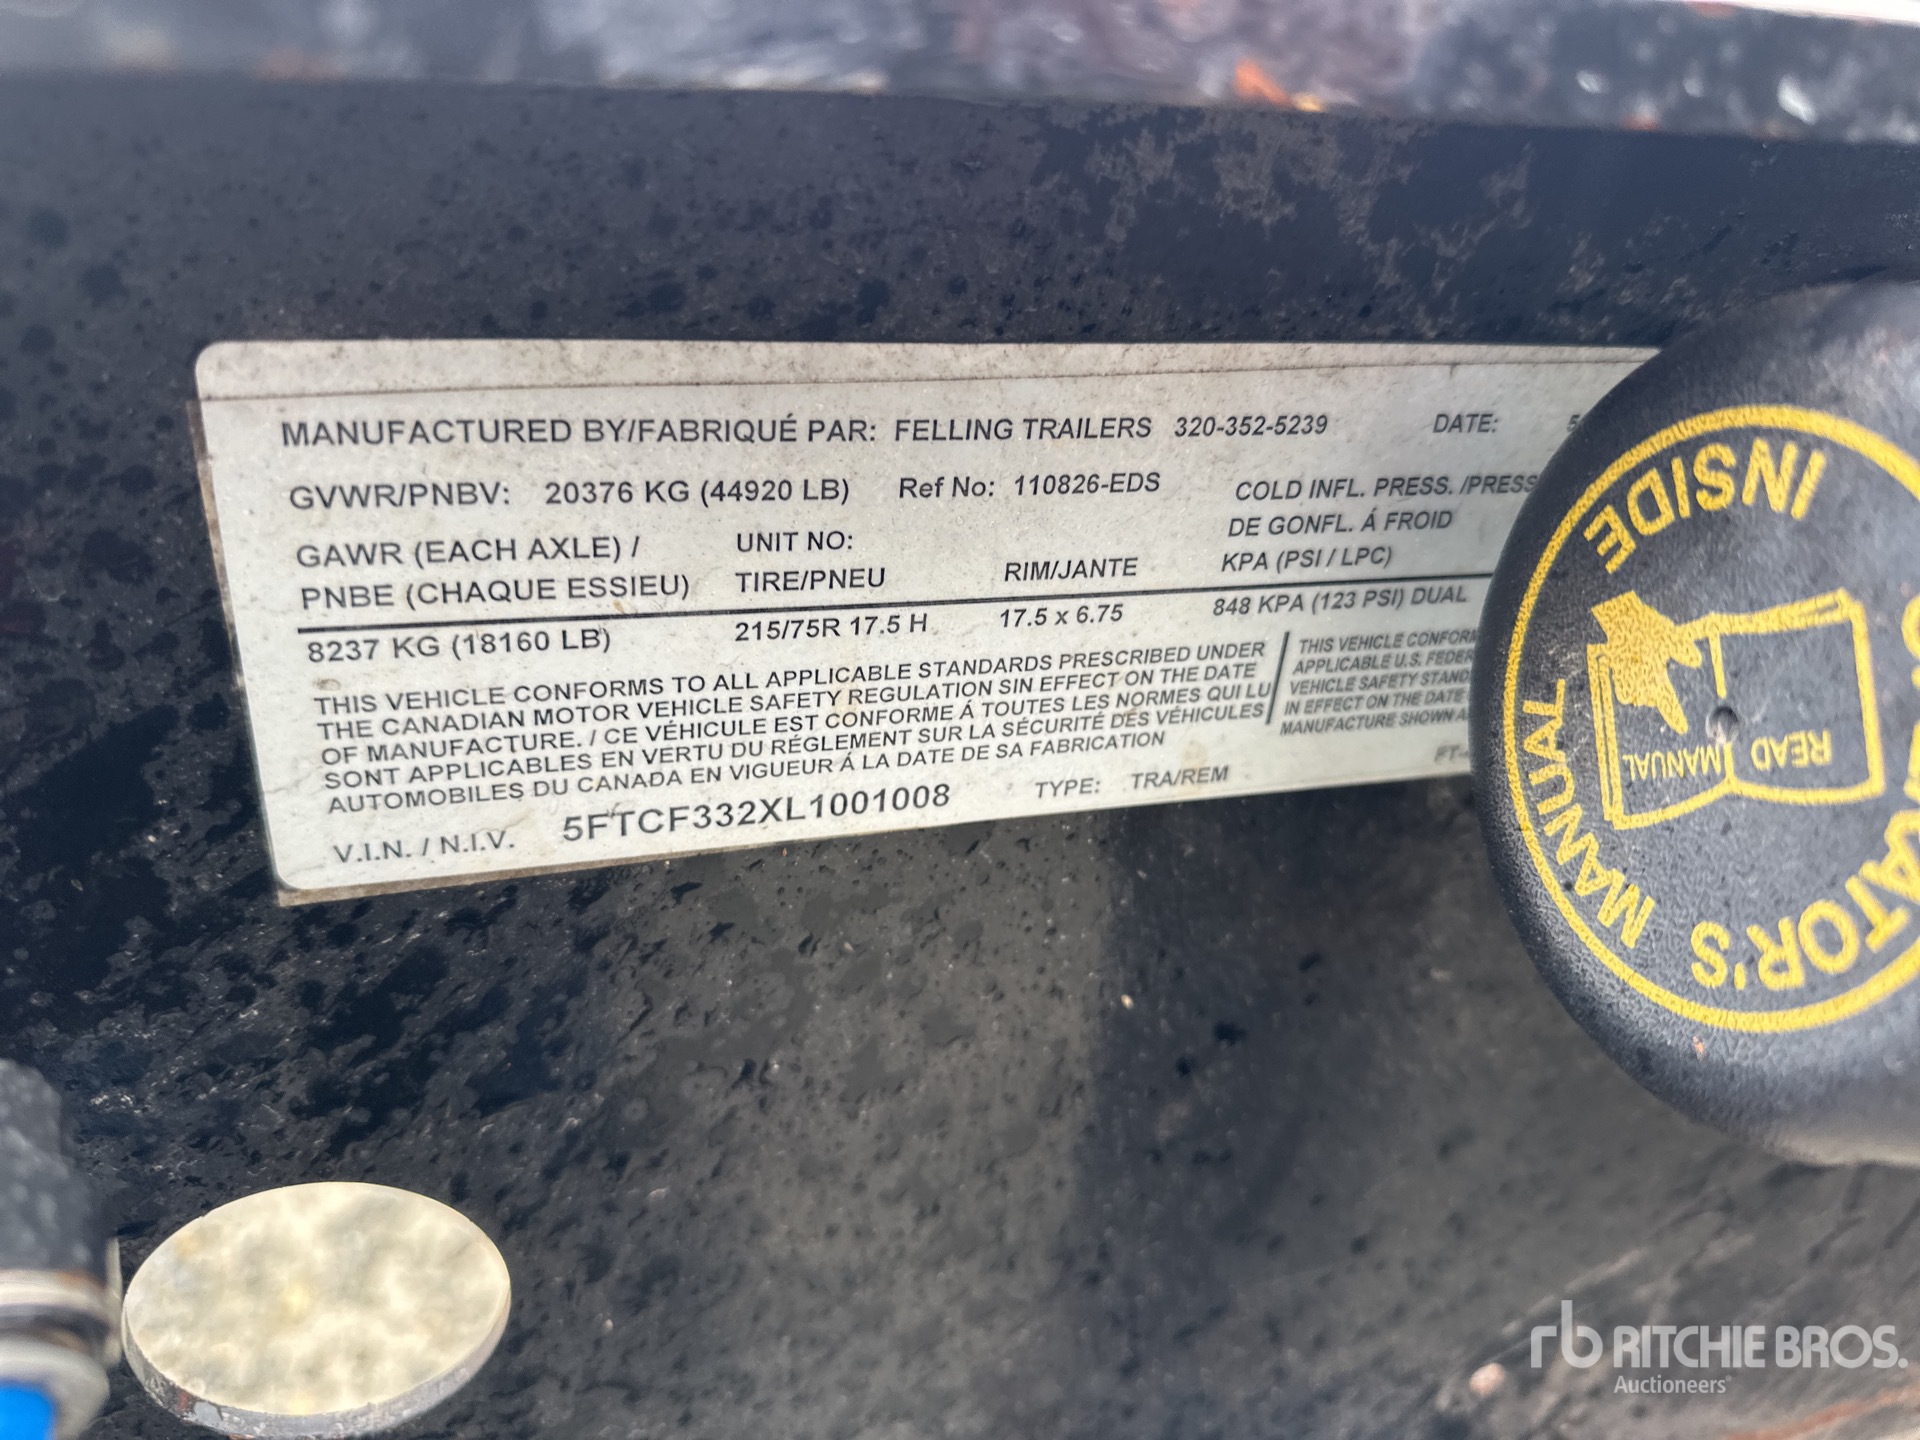 MANUFACTURED BY/FABRIQUÉ PAR: FELLING TRAILERS 320-352-5239 DATE: 5
GVWR/PNBV: 20376 KG (44920 LB) Ref No: 110826-EDS COLD INFL. PRESS. /PRESS
DE GONFL. Á FROID
GAWR (EACH AXLE) / UNIT NO:
PNBE (CHAQUE ESSIEU) TIRE/PNEU RIM/JANTE KPA (PSI / LPC)
8237 KG (18160 LB) 215/75R 17.5 H 17.5 x 6.75 848 KPA (123 PSI) DUAL
THIS VEHICLE CONFORMS TO ALL APPLICABLE STANDARDS PRESCRIBED UNDER
THE CANADIAN MOTOR VEHICLE SAFETY REGULATION SIN EFFECT ON THE DATE
OF MANUFACTURE. / CE VÉHICULE EST CONFORME Á TOUTES LES NORMES QUI LU
SONT APPLICABLES EN VERTU DU RÉGLEMENT SUR LA SÉCURITÉ DES VÉHICULES
AUTOMOBILES DU CANADA EN VIGUEUR Á LA DATE DE SA FABRICATION
THIS VEHICLE CONFOR
APPLICABLE U.S. FEDER
VEHICLE SAFETY STAND
IN EFFECT ON THE DATE
MANUFACTURE SHOWN A
V.I.N. / N.I.V. 5FTCF332XL1001008 TYPE: TRA/REM FT-
OPERATOR'S MANUAL INSIDE
READ MANUAL
rb RITCHIE BROS.
Auctioneers